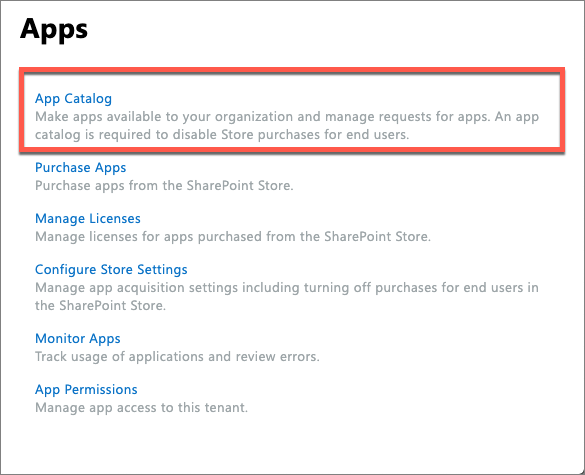 Apps
App Catalog
Make apps available to your organization and manage requests for apps. An app
catalog is required to disable Store purchases for end users.
Purchase Apps
Purchase apps from the SharePoint Store.
Manage Licenses
Manage licenses for apps purchased from the SharePoint Store.
Configure Store Settings
Manage app acquisition settings including turning off purchases for end users in
the SharePoint Store.
Monitor Apps
Track usage of applications and review errors.
App Permissions
Manage app access to this tenant.